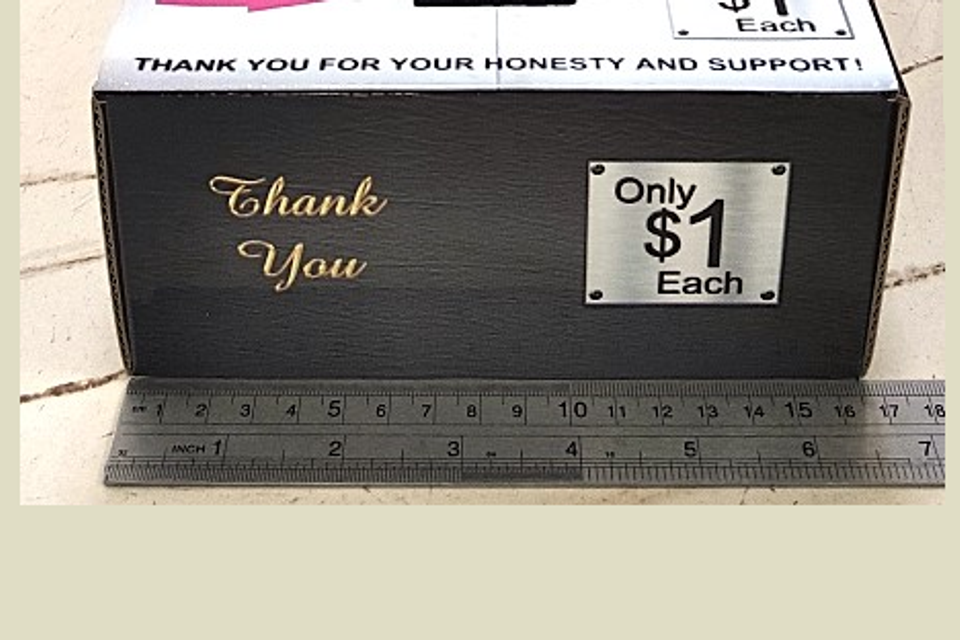 $1
Each
THANK YOU FOR YOUR HONESTY AND SUPPORT!
Thank
You
Only
$1
Each
1 2 3 4 5 6 7 8 9 10 11 12 13 14 15 16 17 18
INCH 1 2 3 4 5 6 7